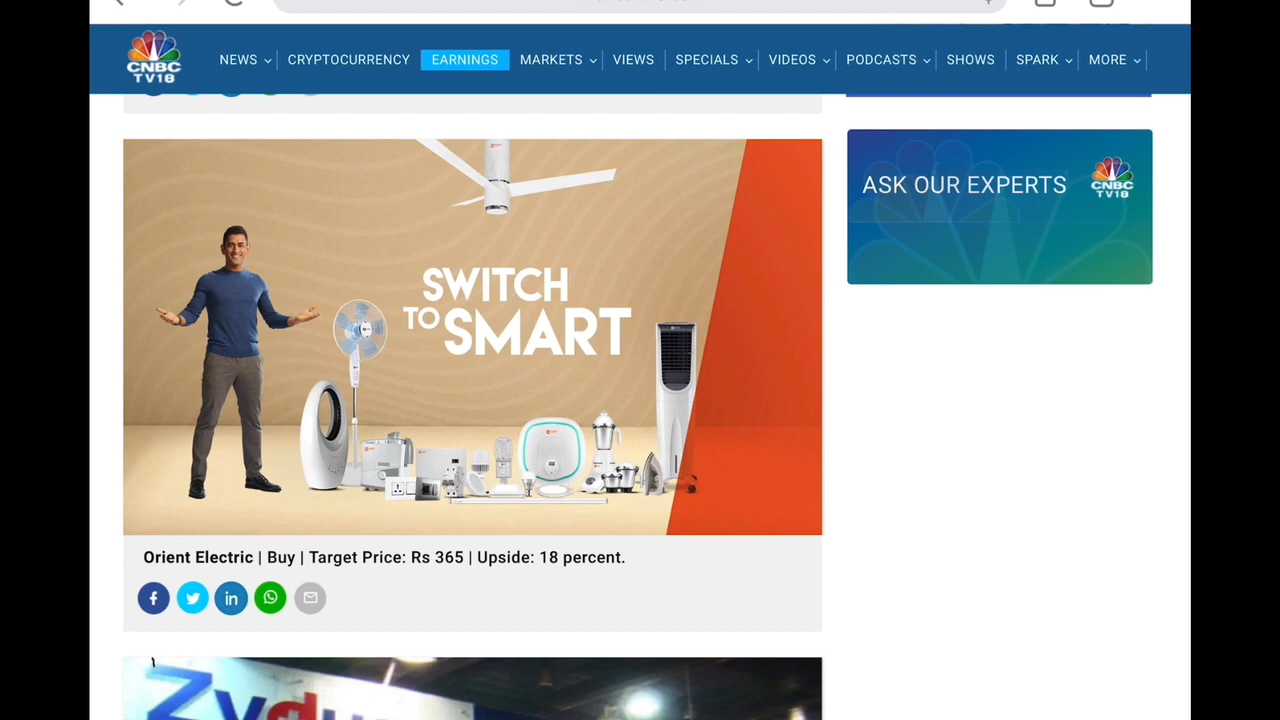 CNBC
TV18
NEWS
CRYPTOCURRENCY
EARNINGS
MARKETS
VIEWS
SPECIALS
VIDEOS
PODCASTS
SHOWS
SPARK
MORE
ASK OUR EXPERTS
CNBC
TV18
SWITCH
TO SMART
Orient Electric | Buy | Target Price: Rs 365 | Upside: 18 percent.